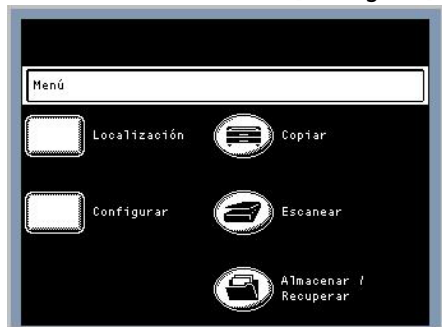 Menú
Localización
Copiar
Configurar
Escanear
Almacenar /
Recuperar